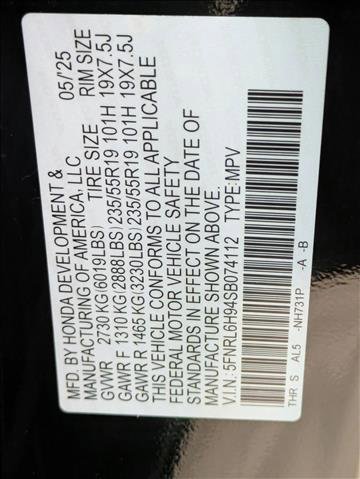 MFD. BY HONDA DEVELOPMENT & 05/'25
MANUFACTURING OF AMERICA, LLC
TIRE SIZE RIM SIZE
GVWR 2730 KG (6019LBS)
GAWR F 1310 KG (2888LBS) 235/55R19 101H 19X7.5J
GAWR R 1465 KG (3230LBS) 235/55R19 101H 19X7.5J
THIS VEHICLE CONFORMS TO ALL APPLICABLE
FEDERAL MOTOR VEHICLE SAFETY
STANDARDS IN EFFECT ON THE DATE OF
MANUFACTURE SHOWN ABOVE.
V.I.N.: 5FNRL6H94SB074112 TYPE: MPV
THR S AL5 -NH731P -A -B